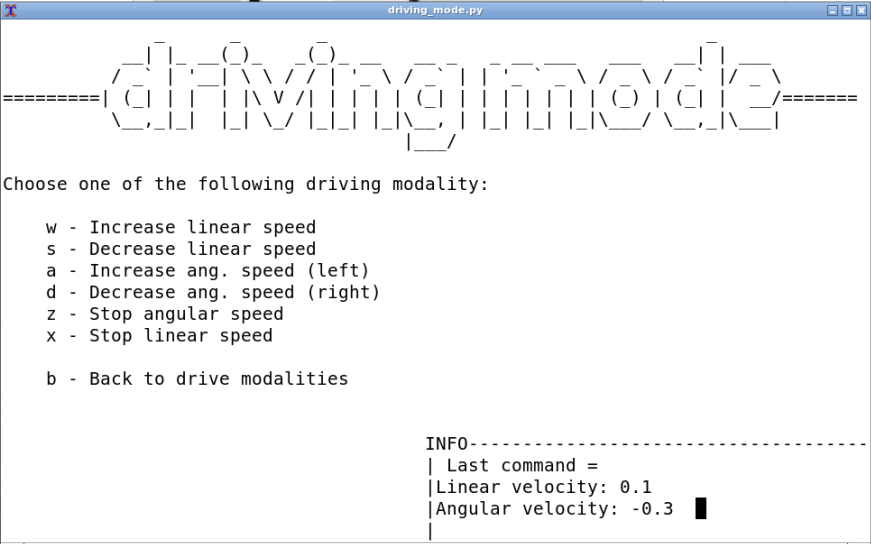 driving_mode.py
driving mode
Choose one of the following driving modality:
w - Increase linear speed
s - Decrease linear speed
a - Increase ang. speed (left)
d - Decrease ang. speed (right)
z - Stop angular speed
x - Stop linear speed
b - Back to drive modalities
INFO-------------------------------------
| Last command =
|Linear velocity: 0.1
|Angular velocity: -0.3
|